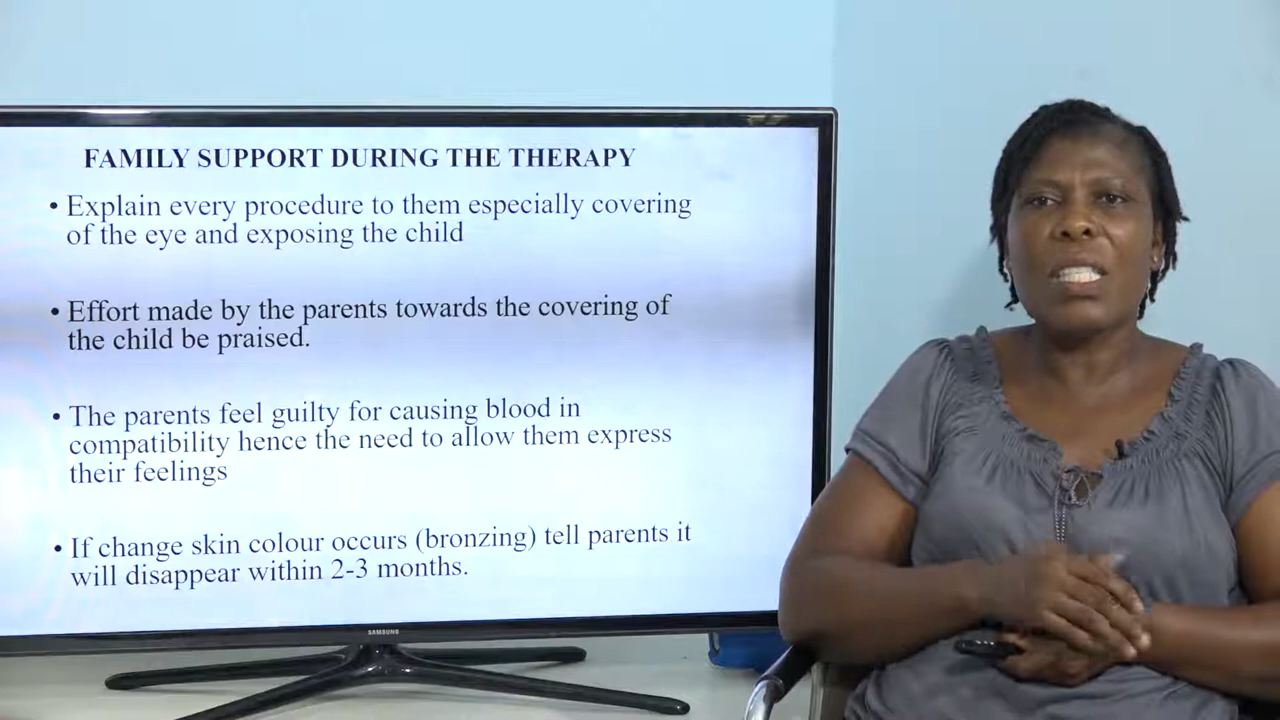 FAMILY SUPPORT DURING THE THERAPY
• Explain every procedure to them especially covering
of the eye and exposing the child
• Effort made by the parents towards the covering of
the child be praised.
• The parents feel guilty for causing blood in
compatibility hence the need to allow them express
their feelings
• If change skin colour occurs (bronzing) tell parents it
will disappear within 2-3 months.
SAMSUNG